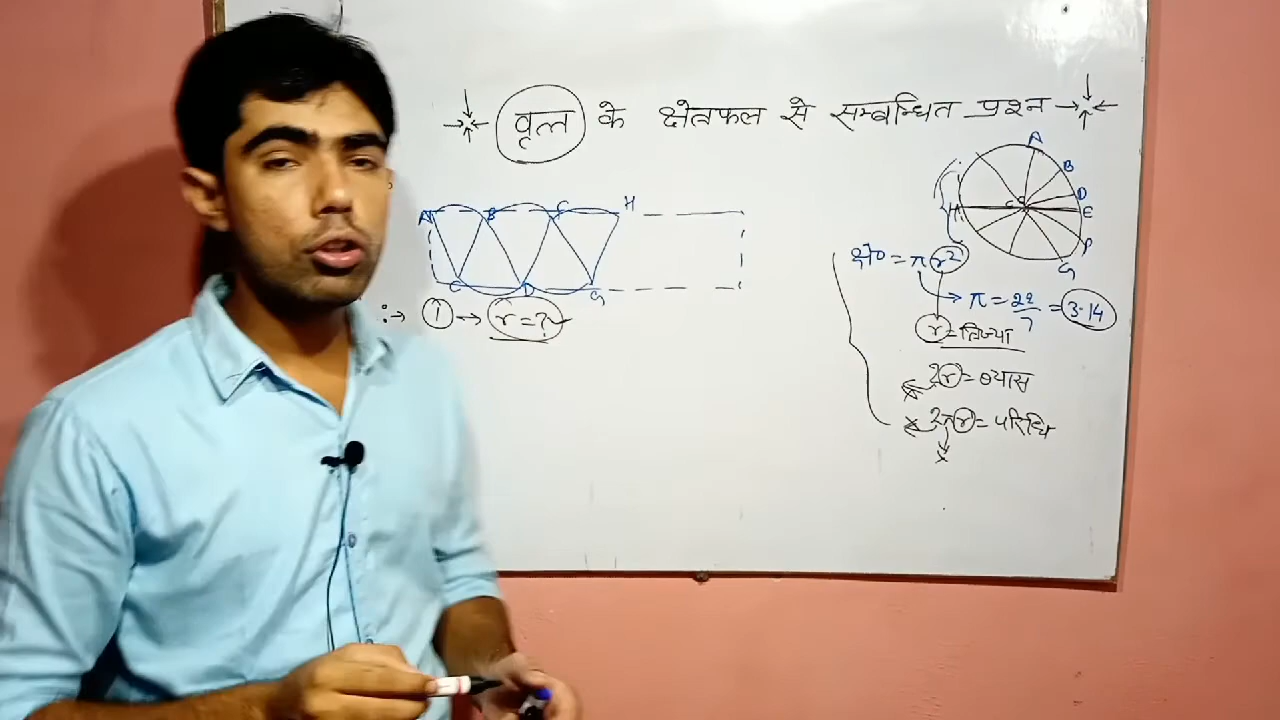 वृत्त के क्षेत्रफल से सम्बन्धित प्रश्न
A B C H
C D G
① ↔ r = ?
A
B
D
E
P
G
H
क्षे० = πr²
π = 22/7 = 3.14
r = त्रिज्या
2r = व्यास
2πr = परिधि